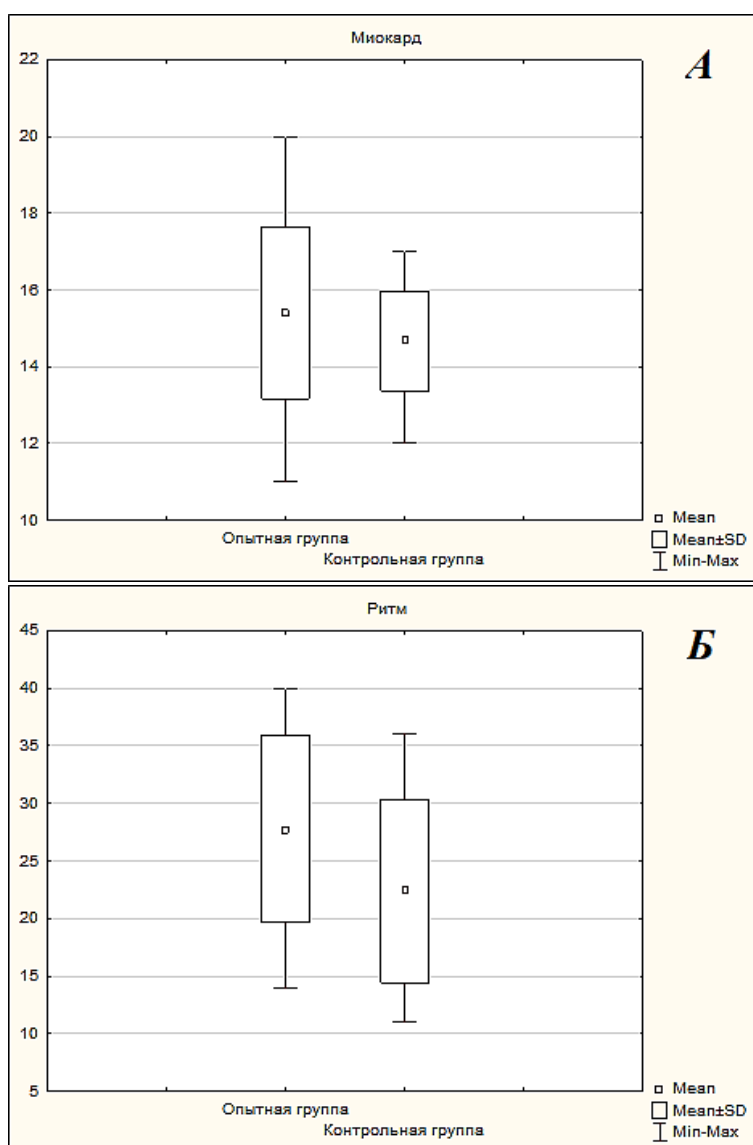 Миокард
А
22
20
18
16
14
12
10
Опытная группа
Контрольная группа
Mean
Mean±SD
Min-Max
Ритм
Б
45
40
35
30
25
20
15
10
5
Опытная группа
Контрольная группа
Mean
Mean±SD
Min-Max